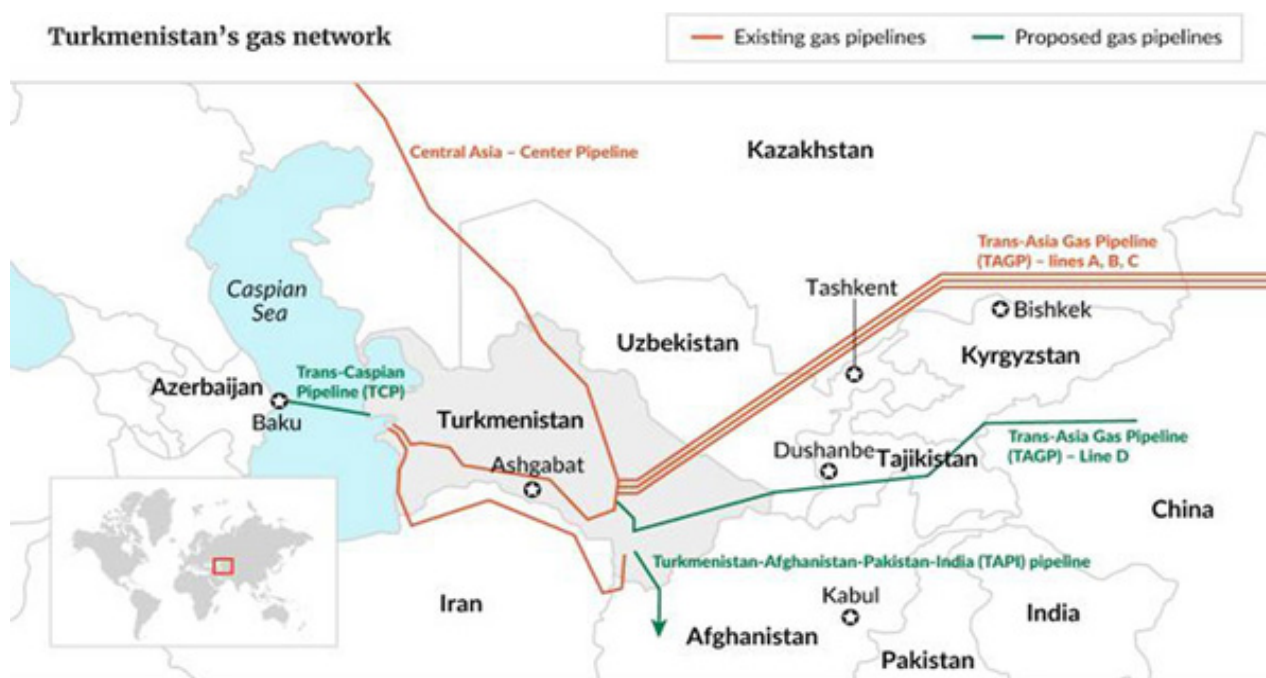 Turkmenistan's gas network
Existing gas pipelines
Proposed gas pipelines
Central Asia – Center Pipeline
Kazakhstan
Trans-Asia Gas Pipeline
(TAGP) – lines A, B, C
Caspian
Sea
Tashkent
Bishkek
Uzbekistan
Kyrgyzstan
Trans-Caspian
Pipeline (TCP)
Azerbaijan
Baku
Turkmenistan
Ashgabat
Dushanbe
Tajikistan
Trans-Asia Gas Pipeline
(TAGP) – Line D
China
Turkmenistan-Afghanistan-Pakistan-India (TAPI) pipeline
Iran
Kabul
India
Afghanistan
Pakistan